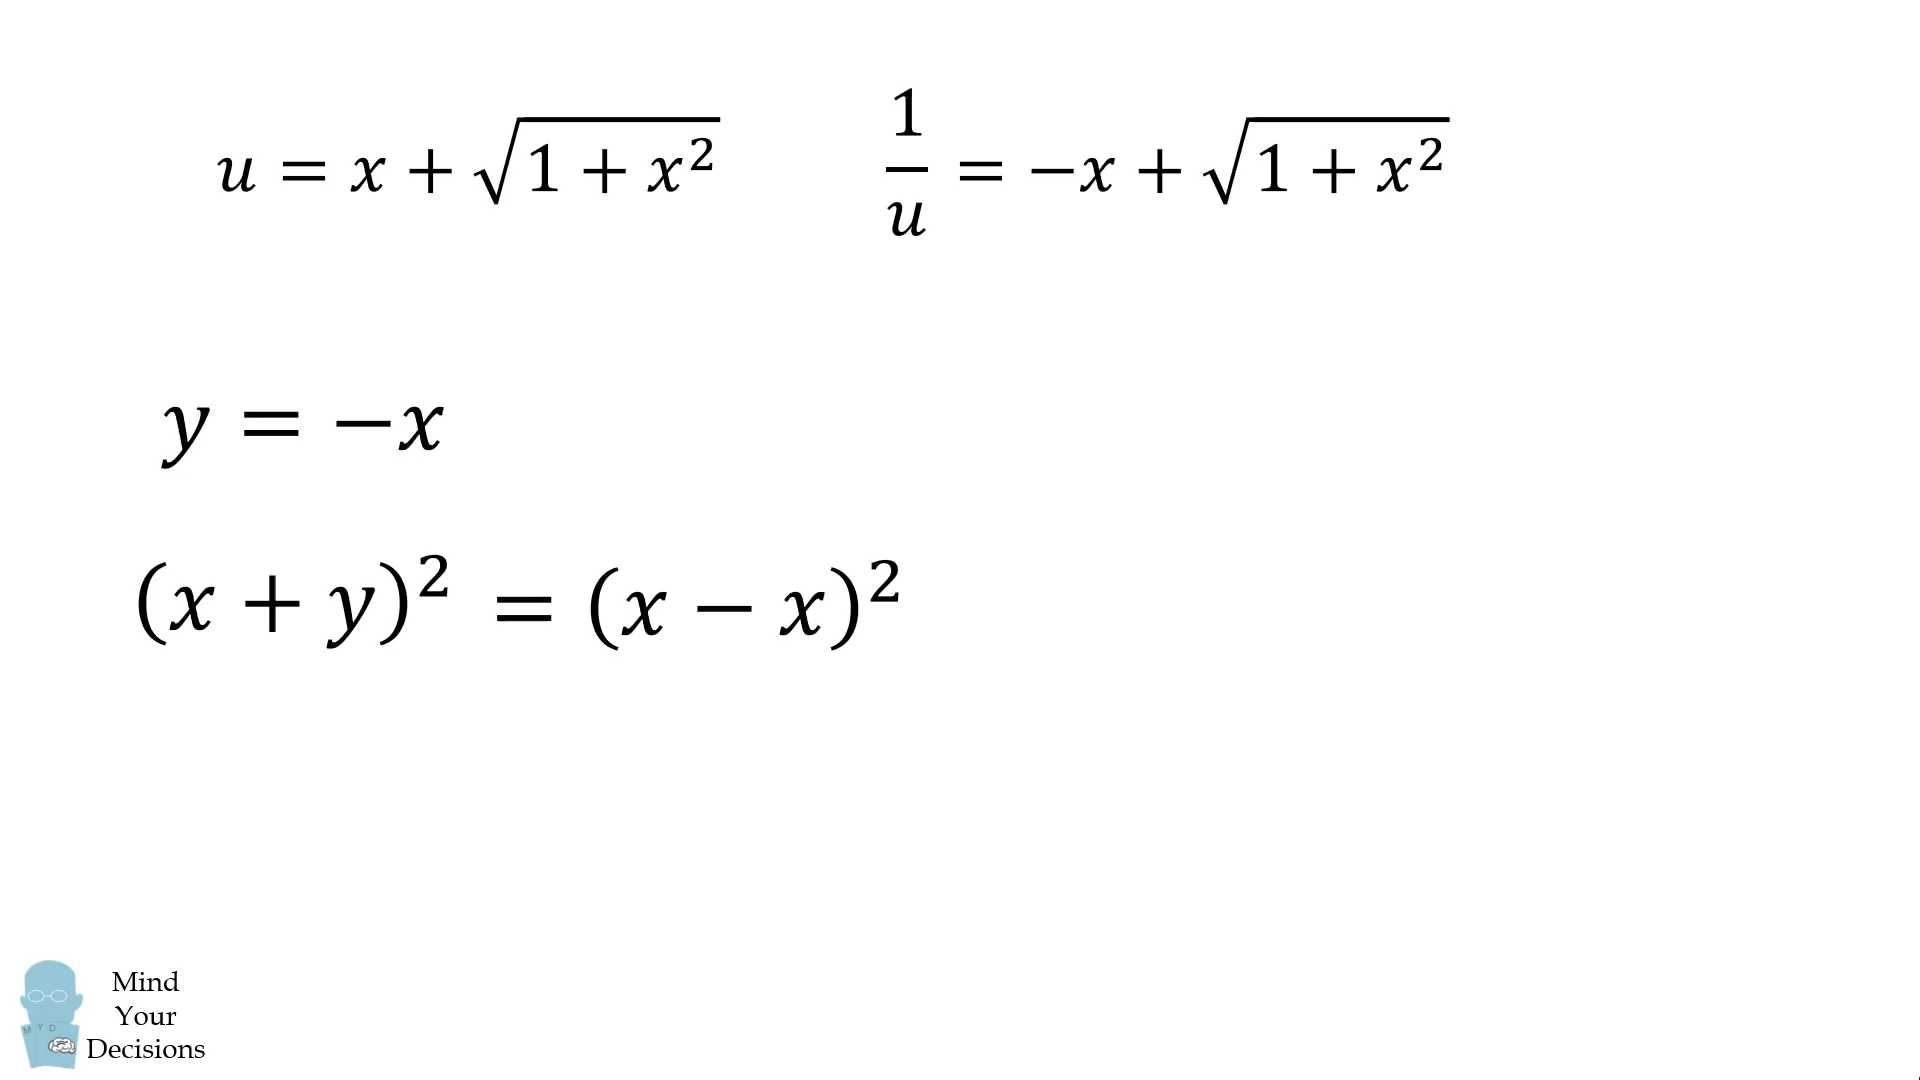 u = x + √(1 + x²)    1/u = −x + √(1 + x²)
y = −x
(x + y)² = (x − x)²
Mind
Your
Decisions
M Y D